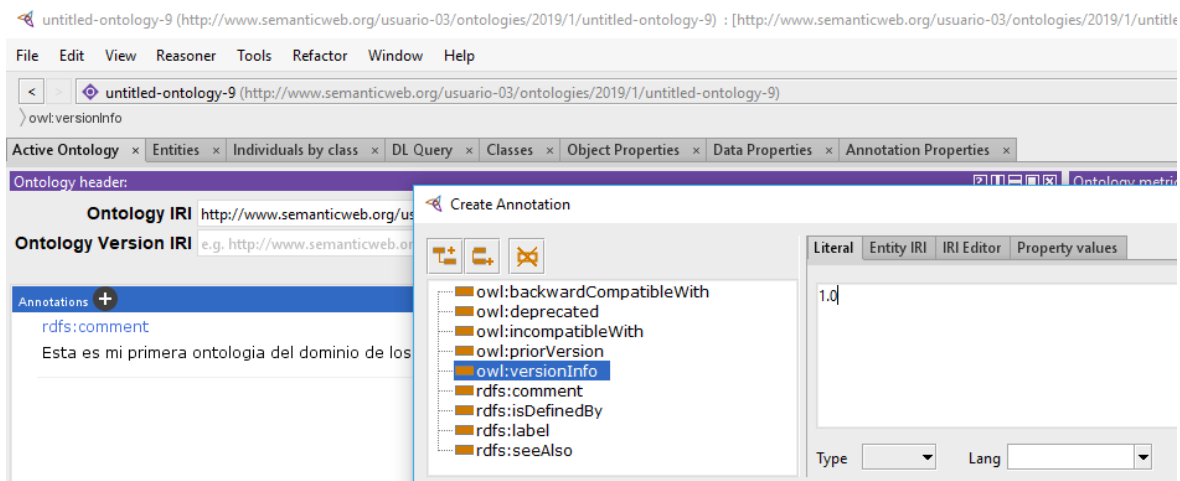 untitled-ontology-9 (http://www.semanticweb.org/usuario-03/ontologies/2019/1/untitled-ontology-9) : [http://www.semanticweb.org/usuario-03/ontologies/2019/1/untitle
File Edit View Reasoner Tools Refactor Window Help
< > untitled-ontology-9 (http://www.semanticweb.org/usuario-03/ontologies/2019/1/untitled-ontology-9)
owl:versionInfo
Active Ontology × Entities × Individuals by class × DL Query × Classes × Object Properties × Data Properties × Annotation Properties ×
Ontology header:
Ontology metri
Ontology IRI http://www.semanticweb.org/us
Ontology Version IRI e.g. http://www.semanticweb.or
Annotations
rdfs:comment
Esta es mi primera ontologia del dominio de los
Create Annotation
owl:backwardCompatibleWith
owl:deprecated
owl:incompatibleWith
owl:priorVersion
owl:versionInfo
rdfs:comment
rdfs:isDefinedBy
rdfs:label
rdfs:seeAlso
Literal Entity IRI IRI Editor Property values
1.0
Type Lang